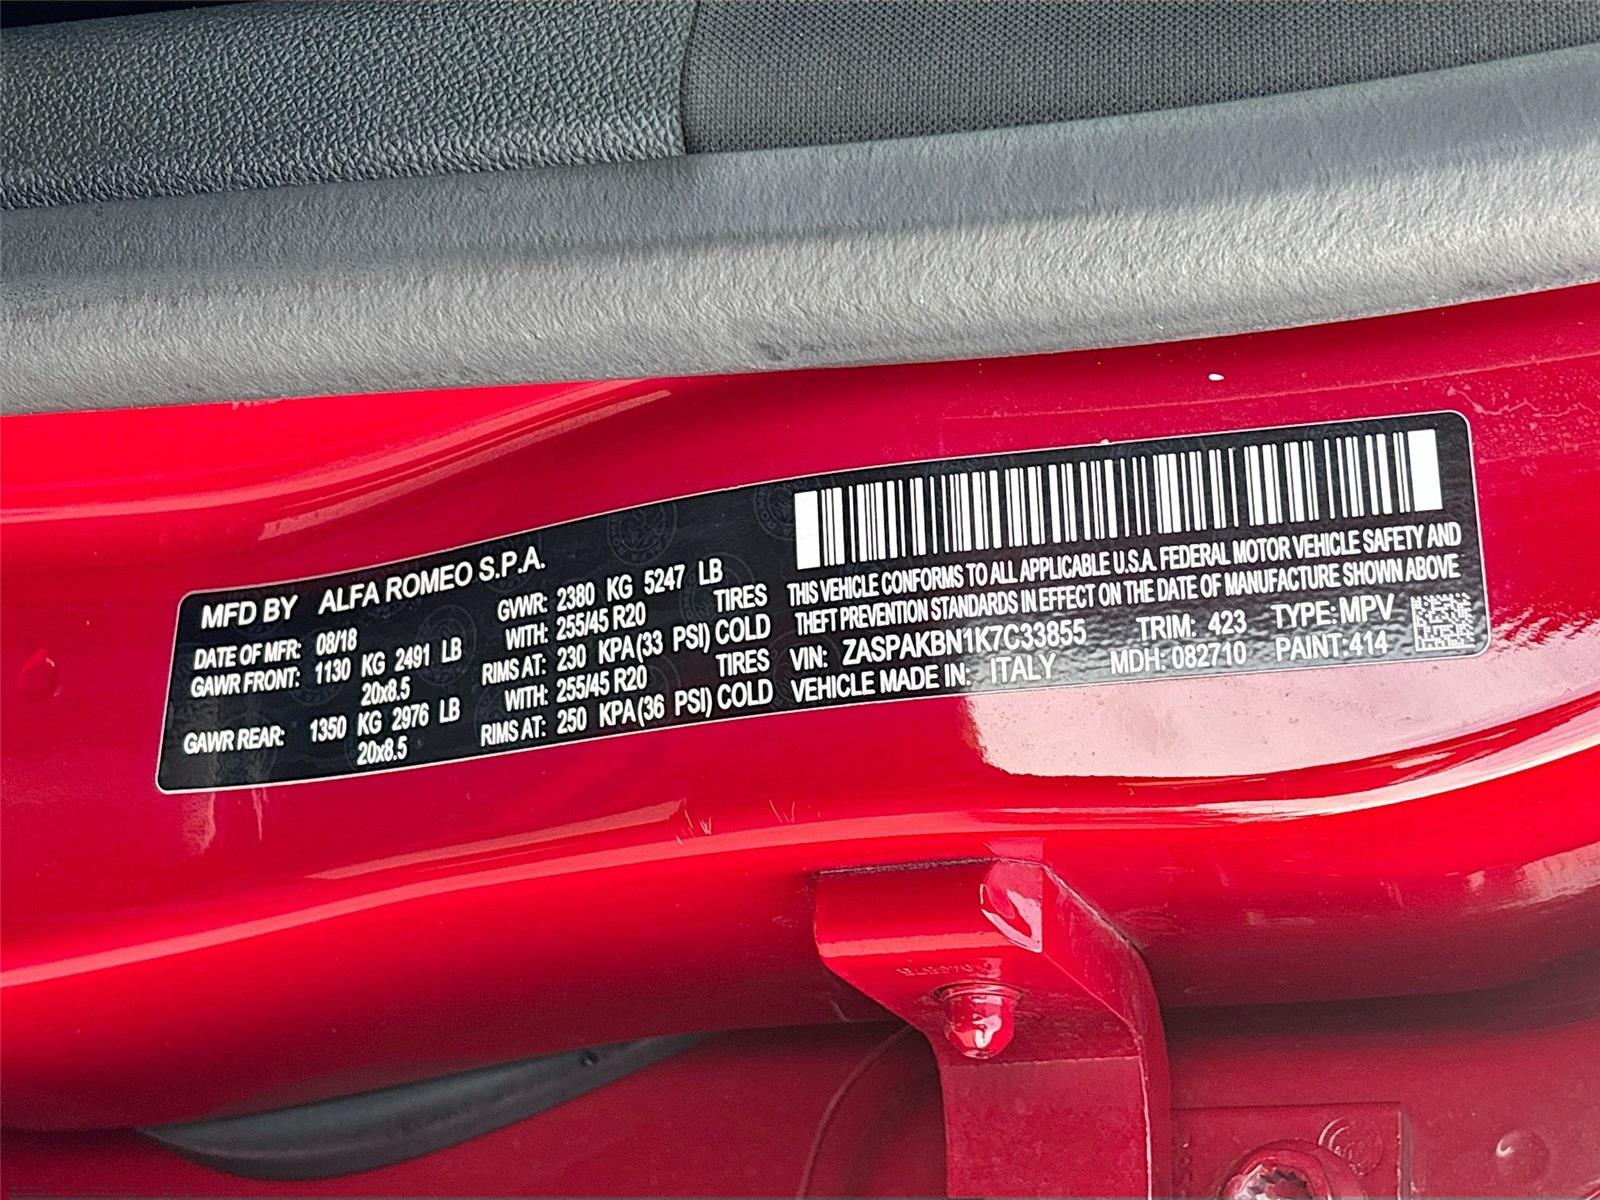 MFD BY ALFA ROMEO S.P.A.
DATE OF MFR: 08/18 GVWR: 2380 KG 5247 LB
GAWR FRONT: 1130 KG 2491 LB WITH: 255/45 R20 TIRES
20x8.5 RIMS AT: 230 KPA(33 PSI) COLD
GAWR REAR: 1350 KG 2976 LB WITH: 255/45 R20 TIRES
20x8.5 RIMS AT: 250 KPA(36 PSI) COLD
THIS VEHICLE CONFORMS TO ALL APPLICABLE U.S.A. FEDERAL MOTOR VEHICLE SAFETY AND
THEFT PREVENTION STANDARDS IN EFFECT ON THE DATE OF MANUFACTURE SHOWN ABOVE
VIN: ZASPAKBN1K7C33855 TRIM: 423 TYPE: MPV
VEHICLE MADE IN: ITALY MDH: 082710 PAINT: 414